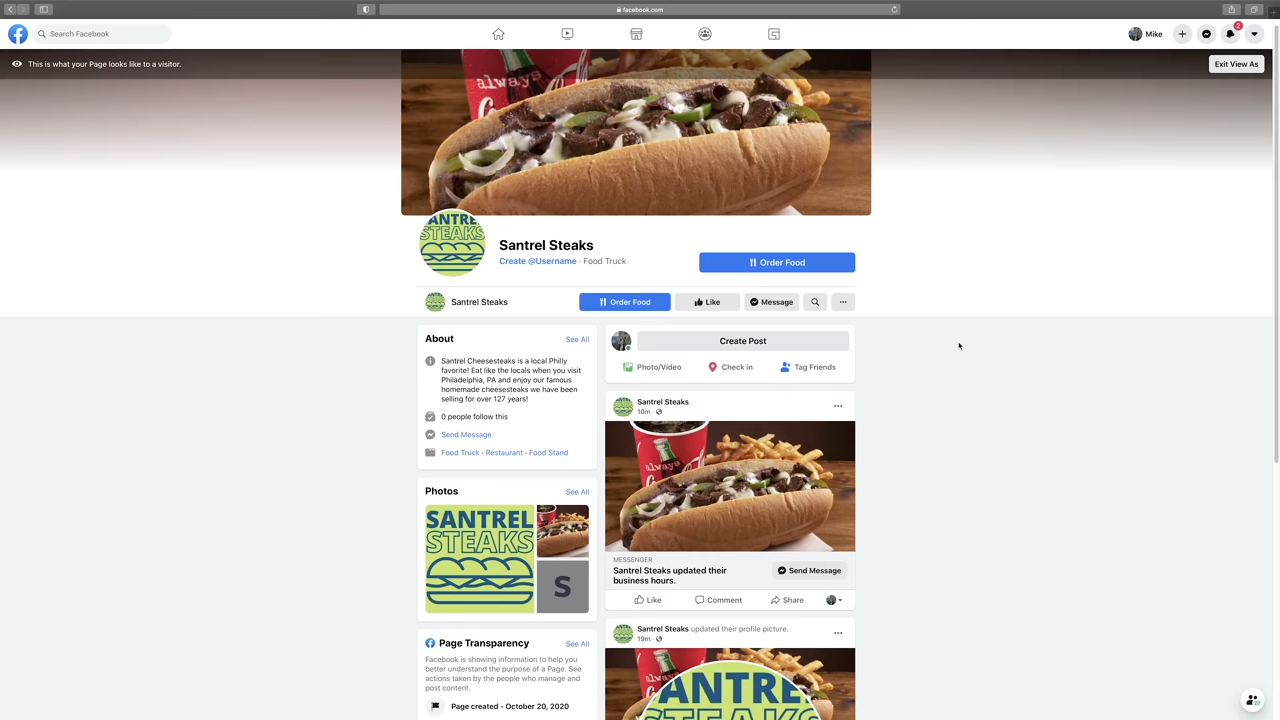 facebook.com
Search Facebook
Mike
2
This is what your Page looks like to a visitor.
Exit View As
always
ANTRE
STEAKS
Santrel Steaks
Create @Username · Food Truck
Order Food
Santrel Steaks
Order Food
Like
Message
About
See All
Santrel Cheesesteaks is a local Philly
favorite! Eat like the locals when you visit
Philadelphia, PA and enjoy our famous
homemade cheesesteaks we have been
selling for over 127 years!
0 people follow this
Send Message
Food Truck · Restaurant · Food Stand
Photos
See All
SANTREL
STEAKS
S
Page Transparency
See All
Facebook is showing information to help you
better understand the purpose of a Page. See
actions taken by the people who manage and
post content.
Page created - October 20, 2020
Create Post
Photo/Video
Check in
Tag Friends
Santrel Steaks
10m ·
always
MESSENGER
Santrel Steaks updated their
business hours.
Send Message
Like
Comment
Share
Santrel Steaks updated their profile picture.
19m ·
ANTRE